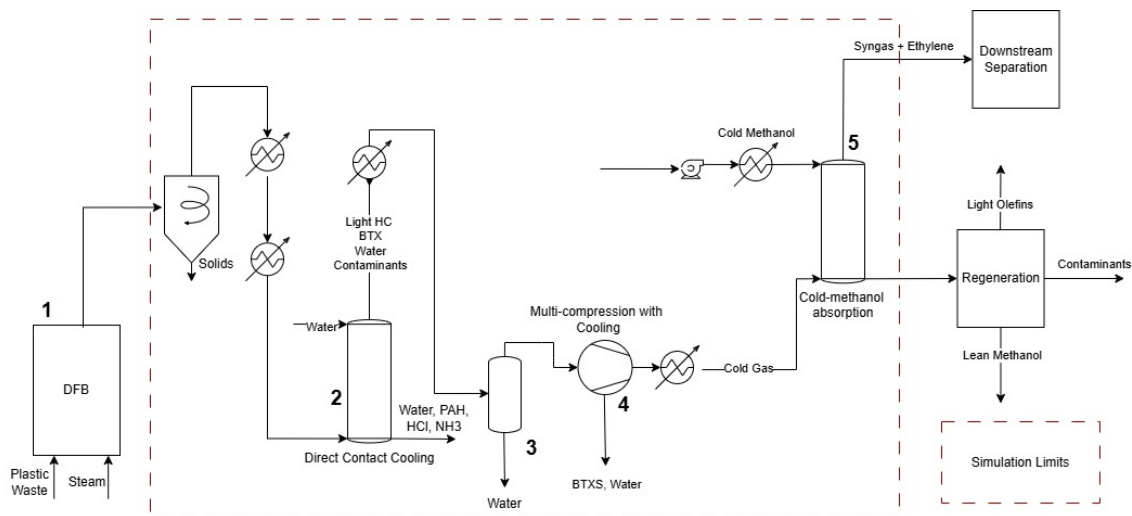 Syngas + Ethylene
Downstream
Separation
5
Cold Methanol
Light HC
BTX
Water
Contaminants
Solids
Light Olefins
Regeneration
Contaminants
Cold-methanol
absorption
1
Multi-compression with
Cooling
Water
DFB
2
Cold Gas
Lean Methanol
Water, PAH,
HCl, NH3
4
3
Direct Contact Cooling
Plastic
Waste
Steam
BTXS, Water
Water
Simulation Limits